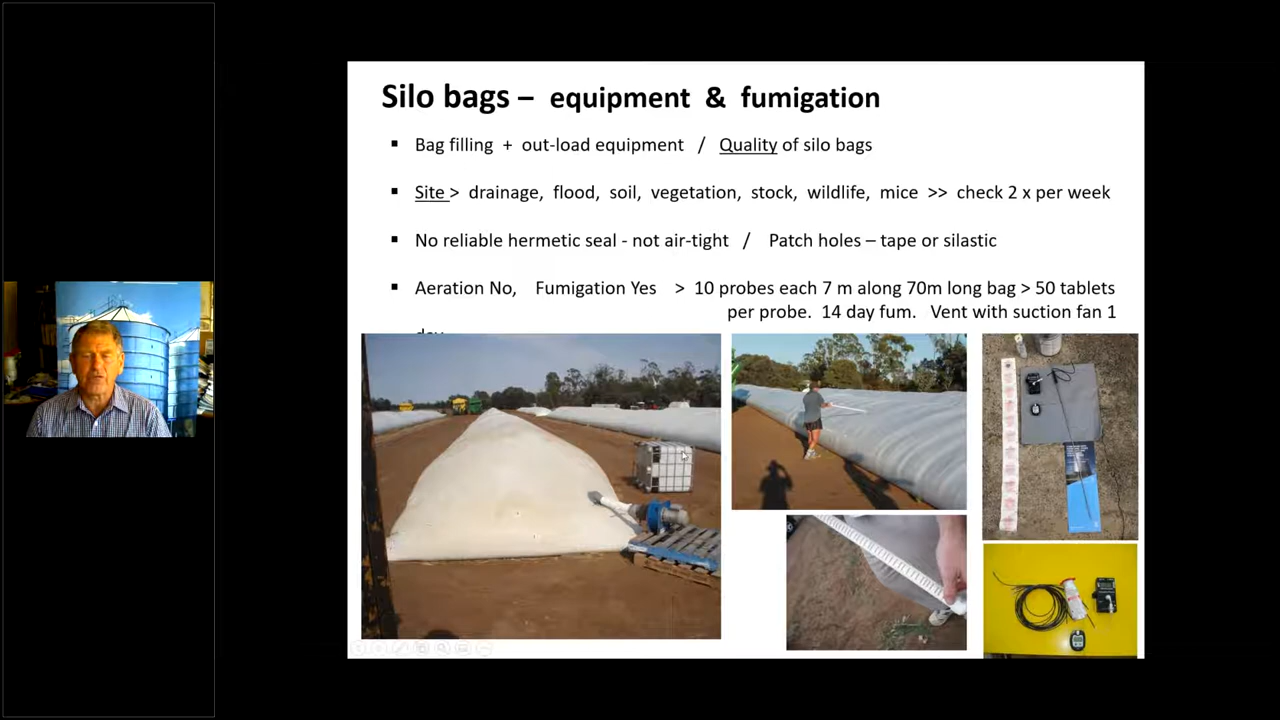 Silo bags – equipment & fumigation
▪ Bag filling + out-load equipment / Quality of silo bags
▪ Site > drainage, flood, soil, vegetation, stock, wildlife, mice >> check 2 x per week
▪ No reliable hermetic seal - not air-tight / Patch holes – tape or silastic
▪ Aeration No, Fumigation Yes > 10 probes each 7 m along 70m long bag > 50 tablets
per probe. 14 day fum. Vent with suction fan 1
day